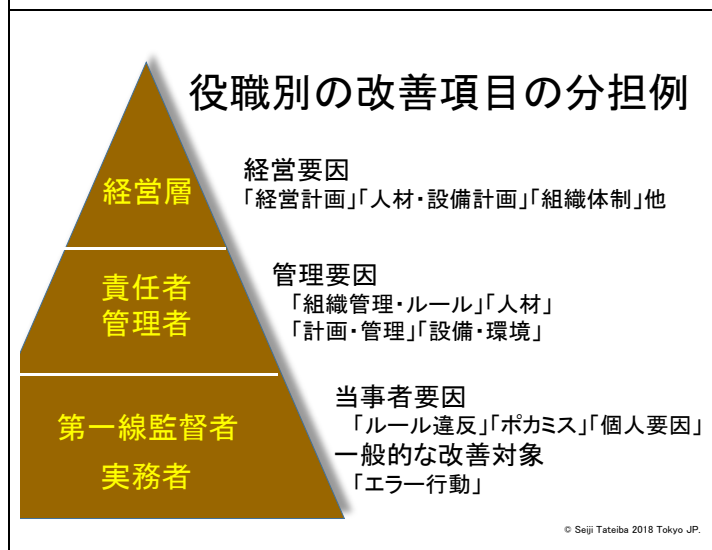 役職別の改善項目の分担例
経営層
経営要因
「経営計画」「人材・設備計画」「組織体制」他
責任者
管理者
管理要因
「組織管理・ルール」「人材」
「計画・管理」「設備・環境」
第一線監督者
実務者
当事者要因
「ルール違反」「ポカミス」「個人要因」
一般的な改善対象
「エラー行動」
© Seiji Tateiba 2018 Tokyo JP.